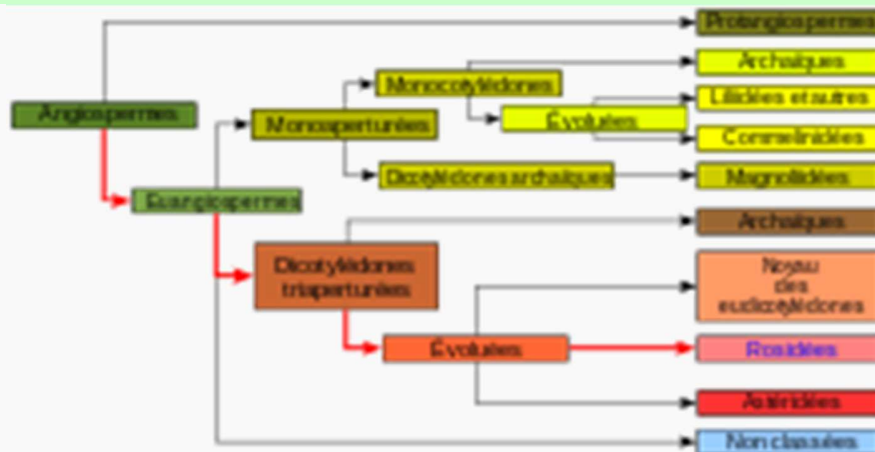 Protangiospermes
Archaïques
Monocotylédones
Liliidées et autres
Angiospermes
Évoluées
Monoaperturées
Commelinidées
Dicotylédones archaïques
Magnoliidées
Euangiospermes
Archaïques
Dicotylédones
triaperturées
Noyau
des
eudicotylédones
Évoluées
Rosidées
Astéridées
Non classées